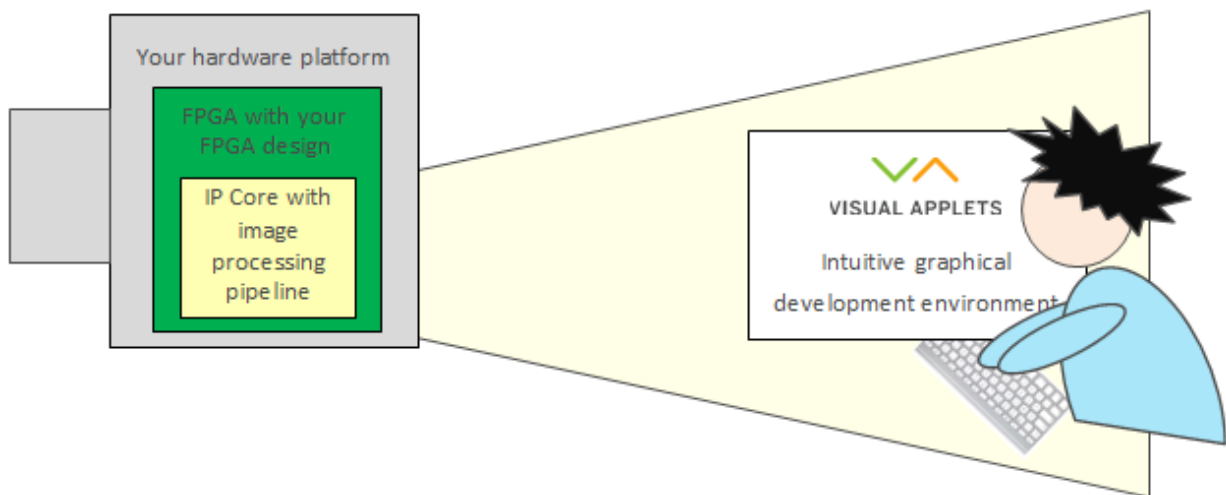 Your hardware platform
FPGA with your
FPGA design
IP Core with
image
processing
pipeline
VISUAL APPLETS
Intuitive graphical
development environment